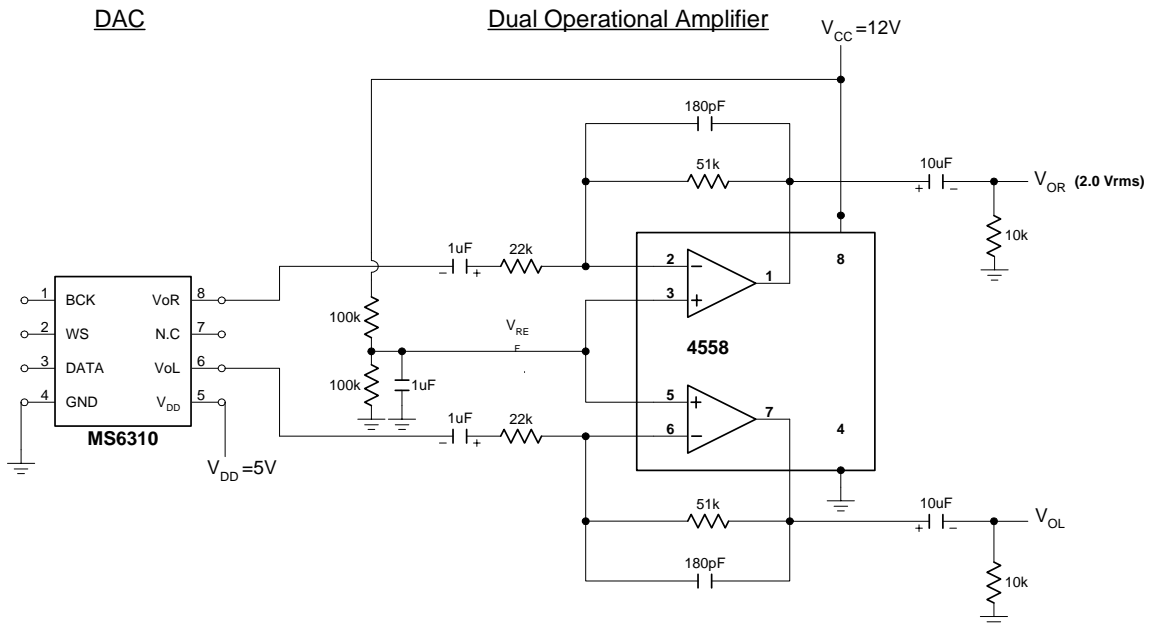 DAC
Dual Operational Amplifier
VCC=12V
180pF
51k
10uF
+ −
VOR (2.0 Vrms)
10k
1uF
− +
22k
2 −
1
8
3 +
1 BCK VoR 8
2 WS N.C 7
3 DATA VoL 6
4 GND VDD 5
MS6310
VDD=5V
100k
VRE
F
.
4558
100k
1uF
5 +
7
6 −
4
1uF
− +
22k
51k
10uF
+ −
VOL
180pF
10k